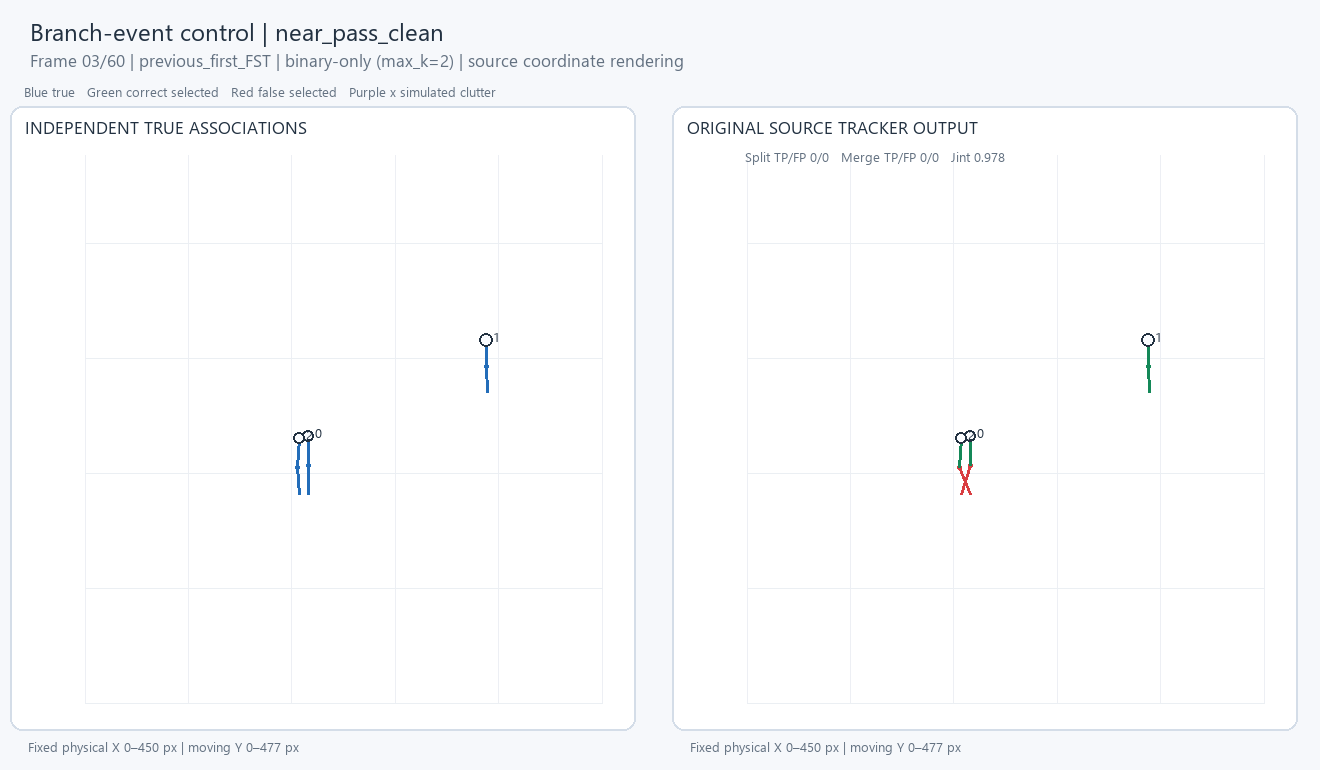 Branch-event control | near_pass_clean
Frame 03/60 | previous_first_FST | binary-only (max_k=2) | source coordinate rendering
Blue true   Green correct selected   Red false selected   Purple x simulated clutter
INDEPENDENT TRUE ASSOCIATIONS
1
0
Fixed physical X 0–450 px | moving Y 0–477 px
ORIGINAL SOURCE TRACKER OUTPUT
Split TP/FP 0/0   Merge TP/FP 0/0   Jint 0.978
1
0
Fixed physical X 0–450 px | moving Y 0–477 px